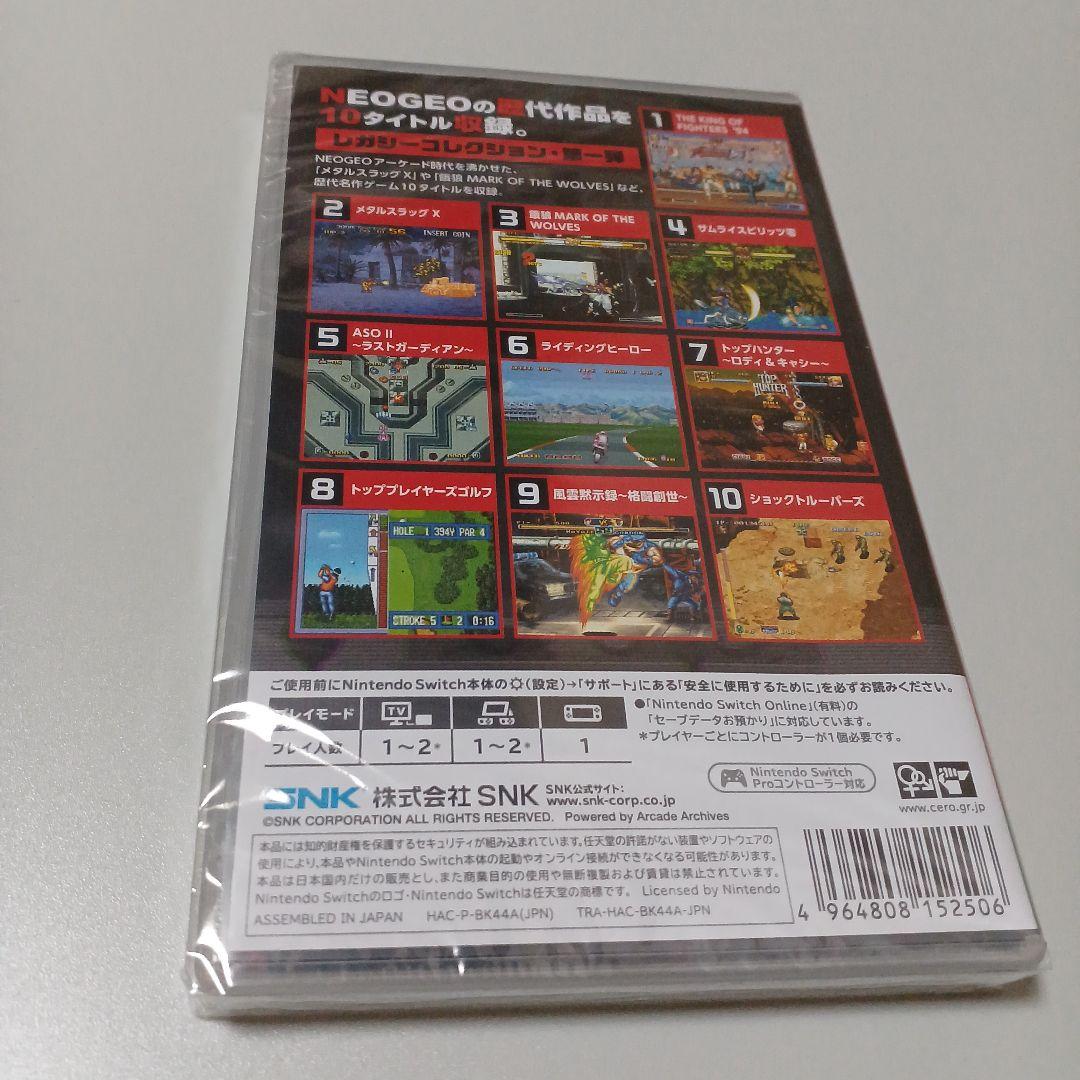 NEOGEOの歴代作品を
10タイトル収録。
レガシーコレクション・第一弾
NEOGEOアーケード時代を沸かせた、
「メタルスラッグX」や「餓狼 MARK OF THE WOLVES」など、
歴代名作ゲーム10タイトルを収録。
1 THE KING OF
FIGHTERS '94
2 メタルスラッグ X
INSERT COIN
3 餓狼 MARK OF THE
WOLVES
4 サムライスピリッツ零
5 ASO II
~ラストガーディアン~
6 ライディングヒーロー
7 トップハンター
~ロディ & キャシー~
TOP
HUNTER
8 トッププレイヤーズゴルフ
HOLE 1 394Y PAR 4
STROKE 5 2 0:16
9 風雲黙示録~格闘創世~
10 ショックトルーパーズ
ご使用前にNintendo Switch本体の(設定)→「サポート」にある「安全に使用するために」を必ずお読みください。
プレイモード TV
プレイ人数 1~2* 1~2* 1
●「Nintendo Switch Online」(有料)の
「セーブデータお預かり」に対応しています。
*プレイヤーごとにコントローラーが1個必要です。
Nintendo Switch
Proコントローラー対応
www.cero.gr.jp
SNK 株式会社 SNK SNK公式サイト:
www.snk-corp.co.jp
©SNK CORPORATION ALL RIGHTS RESERVED. Powered by Arcade Archives
本品には知的財産権を保護するセキュリティが組み込まれています。任天堂の許諾がない装置やソフトウェアの
使用により、本品やNintendo Switch本体の起動やオンライン接続ができなくなる可能性があります。
本品は日本国内だけの販売とし、また商業目的の使用や無断複製および賃貸は禁止されています。
Nintendo Switchのロゴ・Nintendo Switchは任天堂の商標です。 Licensed by Nintendo
ASSEMBLED IN JAPAN HAC-P-BK44A(JPN) TRA-HAC-BK44A-JPN
4 964808 152506